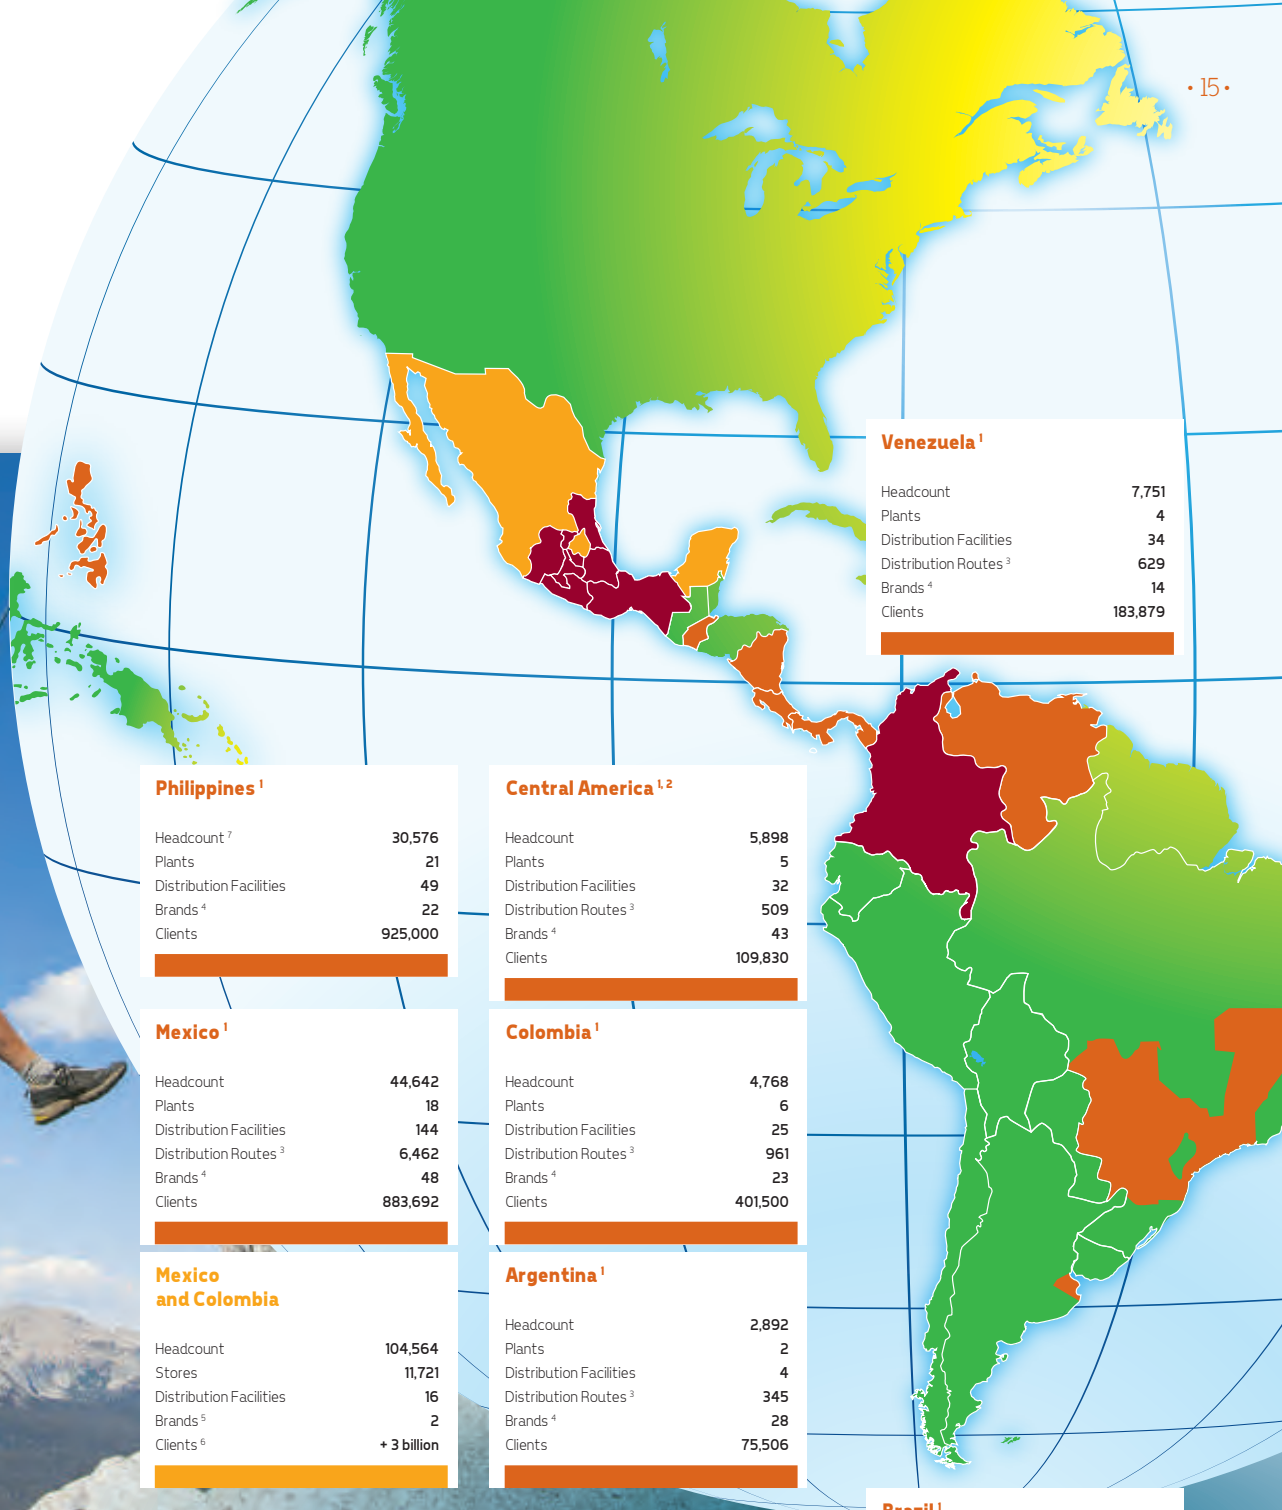 • 15 •
Venezuela 1
Headcount 7,751
Plants 4
Distribution Facilities 34
Distribution Routes 3 629
Brands 4 14
Clients 183,879
Philippines 1
Headcount 7 30,576
Plants 21
Distribution Facilities 49
Brands 4 22
Clients 925,000
Central America 1, 2
Headcount 5,898
Plants 5
Distribution Facilities 32
Distribution Routes 3 509
Brands 4 43
Clients 109,830
Mexico 1
Headcount 44,642
Plants 18
Distribution Facilities 144
Distribution Routes 3 6,462
Brands 4 48
Clients 883,692
Colombia 1
Headcount 4,768
Plants 6
Distribution Facilities 25
Distribution Routes 3 961
Brands 4 23
Clients 401,500
Mexico
and Colombia
Headcount 104,564
Stores 11,721
Distribution Facilities 16
Brands 5 2
Clients 6 + 3 billion
Argentina 1
Headcount 2,892
Plants 2
Distribution Facilities 4
Distribution Routes 3 345
Brands 4 28
Clients 75,506
Brazil 1